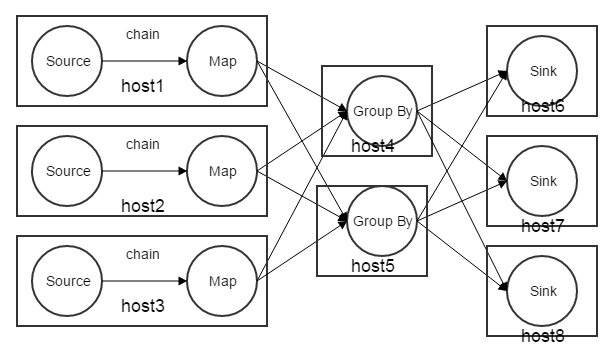 chain
Source
Map
host1
chain
Source
Map
host2
chain
Source
Map
host3
Group By
host4
Group By
host5
Sink
host6
Sink
host7
Sink
host8